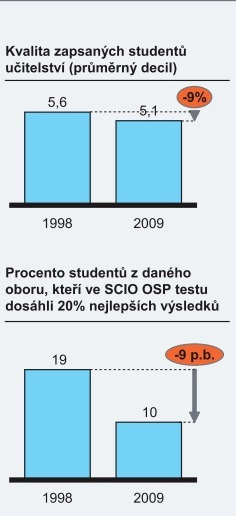 Kvalita zapsaných studentů
učitelství (průměrný decil)
-9%
5,6
5,1
1998
2009
Procento studentů z daného
oboru, kteří ve SCIO OSP testu
dosáhli 20% nejlepších výsledků
-9 p.b.
19
10
1998
2009